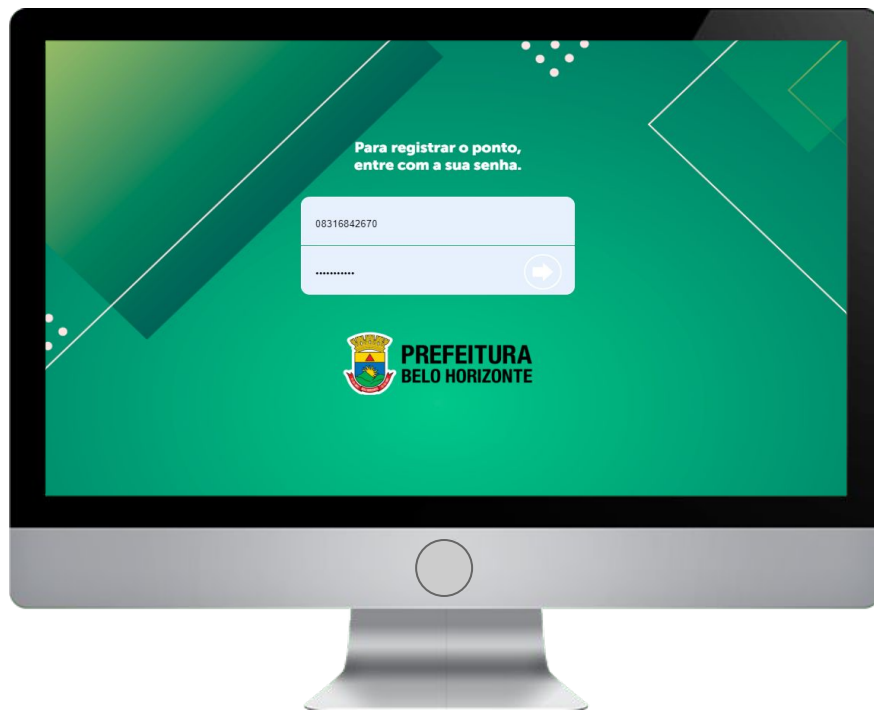 Para registrar o ponto,
entre com a sua senha.
08316842670
•••••••••••
PREFEITURA
BELO HORIZONTE